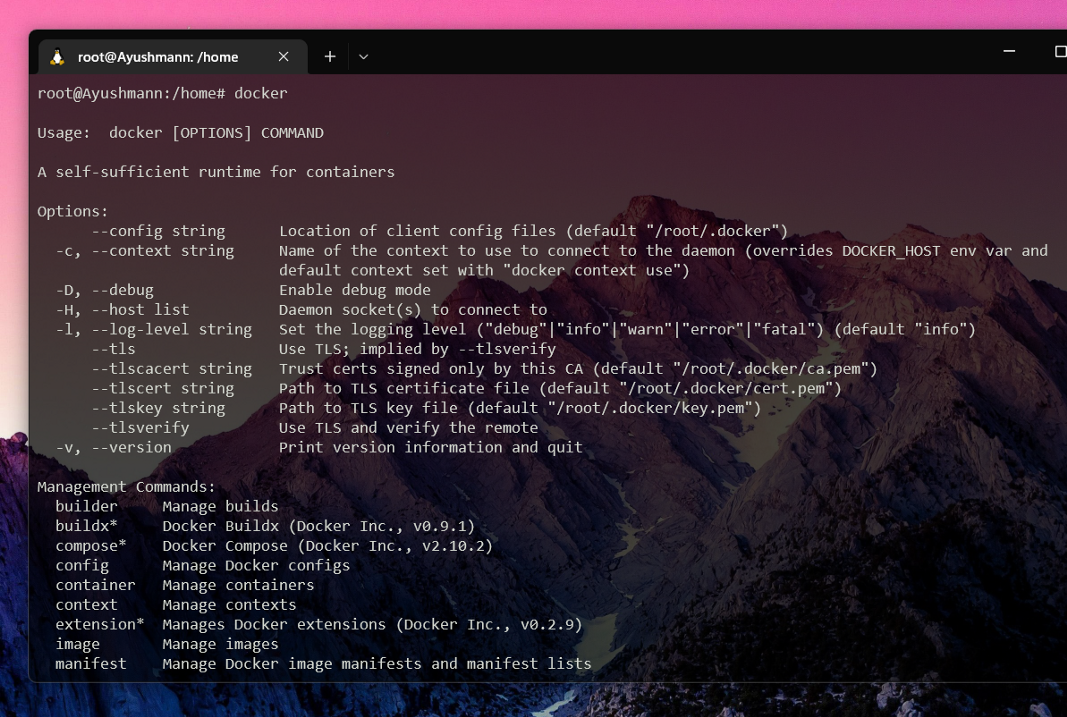 root@Ayushmann: /home
root@Ayushmann:/home# docker
Usage:  docker [OPTIONS] COMMAND
A self-sufficient runtime for containers
Options:
      --config string      Location of client config files (default "/root/.docker")
  -c, --context string     Name of the context to use to connect to the daemon (overrides DOCKER_HOST env var and
                           default context set with "docker context use")
  -D, --debug              Enable debug mode
  -H, --host list          Daemon socket(s) to connect to
  -l, --log-level string   Set the logging level ("debug"|"info"|"warn"|"error"|"fatal") (default "info")
      --tls                Use TLS; implied by --tlsverify
      --tlscacert string   Trust certs signed only by this CA (default "/root/.docker/ca.pem")
      --tlscert string     Path to TLS certificate file (default "/root/.docker/cert.pem")
      --tlskey string      Path to TLS key file (default "/root/.docker/key.pem")
      --tlsverify          Use TLS and verify the remote
  -v, --version            Print version information and quit
Management Commands:
  builder     Manage builds
  buildx*     Docker Buildx (Docker Inc., v0.9.1)
  compose*    Docker Compose (Docker Inc., v2.10.2)
  config      Manage Docker configs
  container   Manage containers
  context     Manage contexts
  extension*  Manages Docker extensions (Docker Inc., v0.2.9)
  image       Manage images
  manifest    Manage Docker image manifests and manifest lists